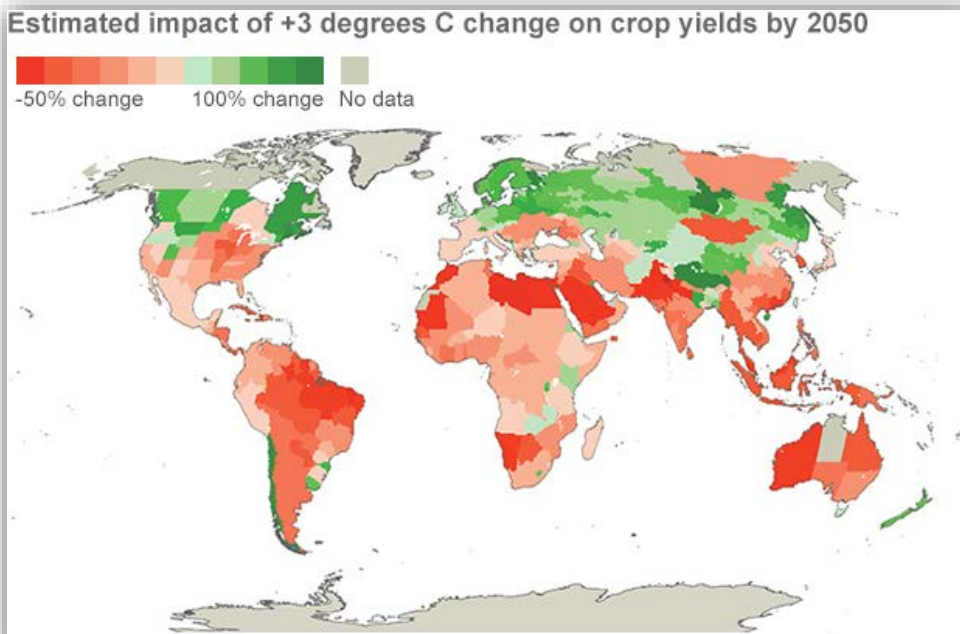 Estimated impact of +3 degrees C change on crop yields by 2050
-50% change 100% change No data